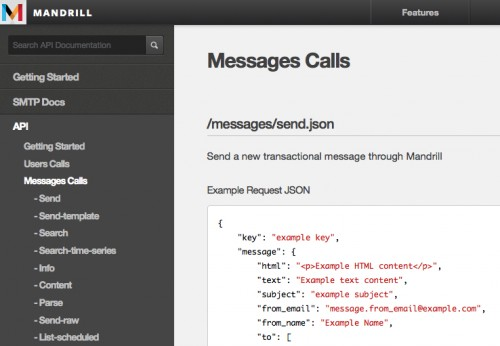 MANDRILL
Features
Search API Documentation
Getting Started
SMTP Docs
API
Getting Started
Users Calls
Messages Calls
- Send
- Send-template
- Search
- Search-time-series
- Info
- Content
- Parse
- Send-raw
- List-scheduled
Messages Calls
/messages/send.json
Send a new transactional message through Mandrill
Example Request JSON
{
"key": "example key",
"message": {
"html": "<p>Example HTML content</p>",
"text": "Example text content",
"subject": "example subject",
"from_email": "message.from_email@example.com",
"from_name": "Example Name",
"to": [